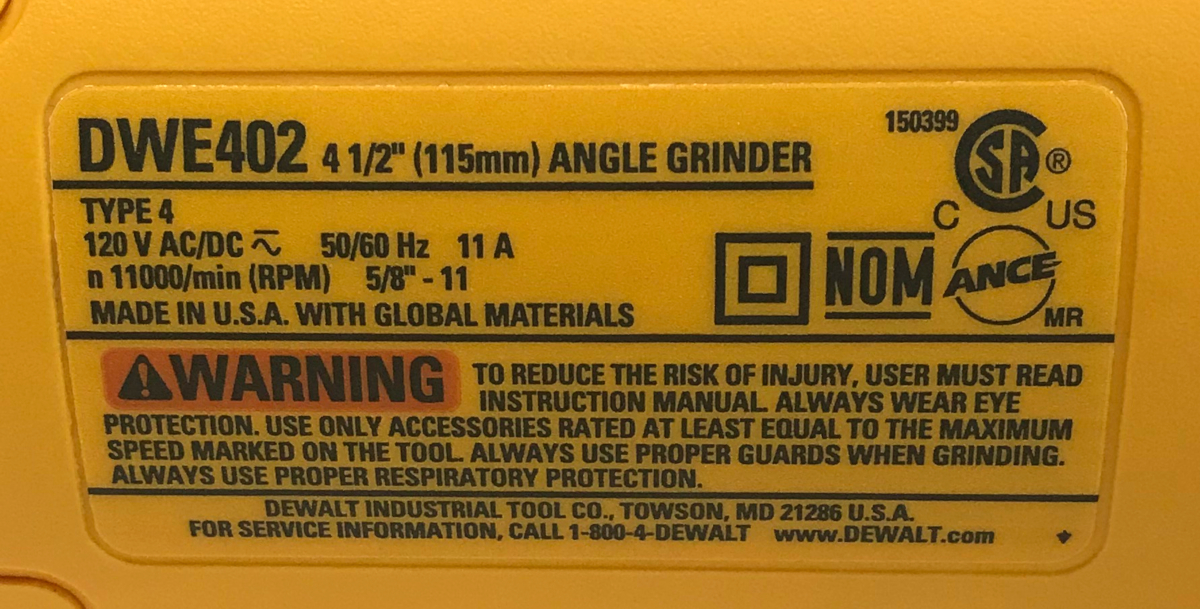 DWE402 4 1/2" (115mm) ANGLE GRINDER
150399
CSA®
C US
TYPE 4
120 V AC/DC ⏦ 50/60 Hz 11 A
n 11000/min (RPM) 5/8" - 11
MADE IN U.S.A. WITH GLOBAL MATERIALS
NOM
ANCE
MR
⚠WARNING TO REDUCE THE RISK OF INJURY, USER MUST READ
INSTRUCTION MANUAL. ALWAYS WEAR EYE
PROTECTION. USE ONLY ACCESSORIES RATED AT LEAST EQUAL TO THE MAXIMUM
SPEED MARKED ON THE TOOL. ALWAYS USE PROPER GUARDS WHEN GRINDING.
ALWAYS USE PROPER RESPIRATORY PROTECTION.
DEWALT INDUSTRIAL TOOL CO., TOWSON, MD 21286 U.S.A.
FOR SERVICE INFORMATION, CALL 1-800-4-DEWALT www.DEWALT.com